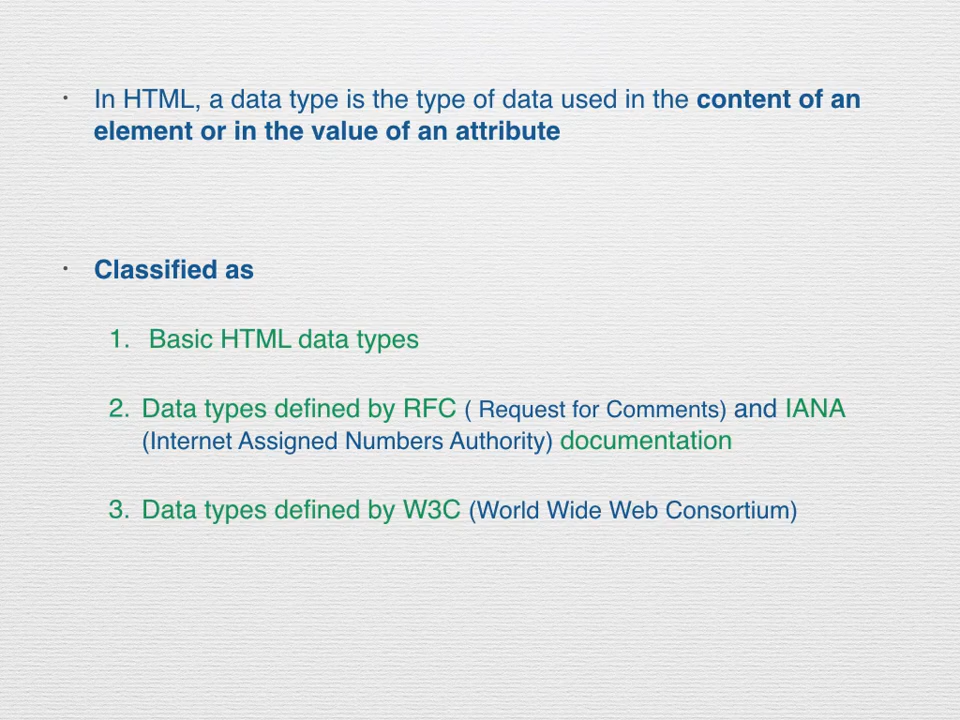 · In HTML, a data type is the type of data used in the content of an
element or in the value of an attribute
· Classified as
1. Basic HTML data types
2. Data types defined by RFC ( Request for Comments) and IANA
(Internet Assigned Numbers Authority) documentation
3. Data types defined by W3C (World Wide Web Consortium)